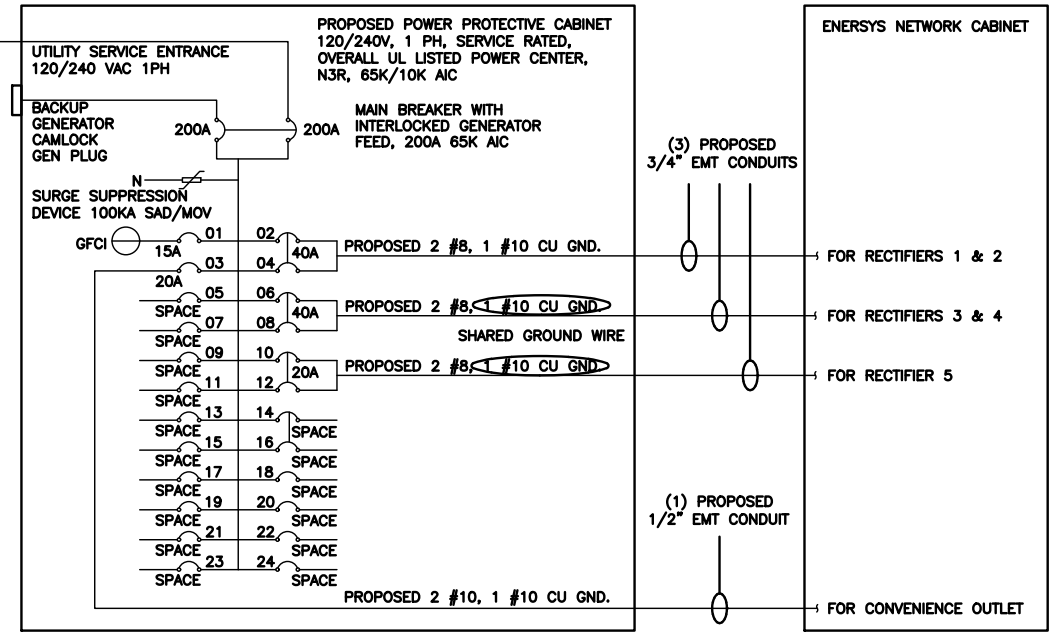 PROPOSED POWER PROTECTIVE CABINET
120/240V, 1 PH, SERVICE RATED,
OVERALL UL LISTED POWER CENTER,
N3R, 65K/10K AIC
ENERSYS NETWORK CABINET
UTILITY SERVICE ENTRANCE
120/240 VAC 1PH
BACKUP
GENERATOR
CAMLOCK
GEN PLUG
200A
200A
MAIN BREAKER WITH
INTERLOCKED GENERATOR
FEED, 200A 65K AIC
(3) PROPOSED
3/4" EMT CONDUITS
N
SURGE SUPPRESSION
DEVICE 100KA SAD/MOV
GFCI
15A
01
02
40A
PROPOSED 2 #8, 1 #10 CU GND.
FOR RECTIFIERS 1 & 2
20A
03
04
SPACE
05
06
40A
PROPOSED 2 #8, 1 #10 CU GND.
FOR RECTIFIERS 3 & 4
SPACE
07
08
SHARED GROUND WIRE
SPACE
09
10
20A
PROPOSED 2 #8, 1 #10 CU GND.
FOR RECTIFIER 5
SPACE
11
12
SPACE
13
14
SPACE
SPACE
15
16
SPACE
SPACE
17
18
SPACE
SPACE
19
20
SPACE
SPACE
21
22
SPACE
SPACE
23
24
SPACE
(1) PROPOSED
1/2" EMT CONDUIT
PROPOSED 2 #10, 1 #10 CU GND.
FOR CONVENIENCE OUTLET